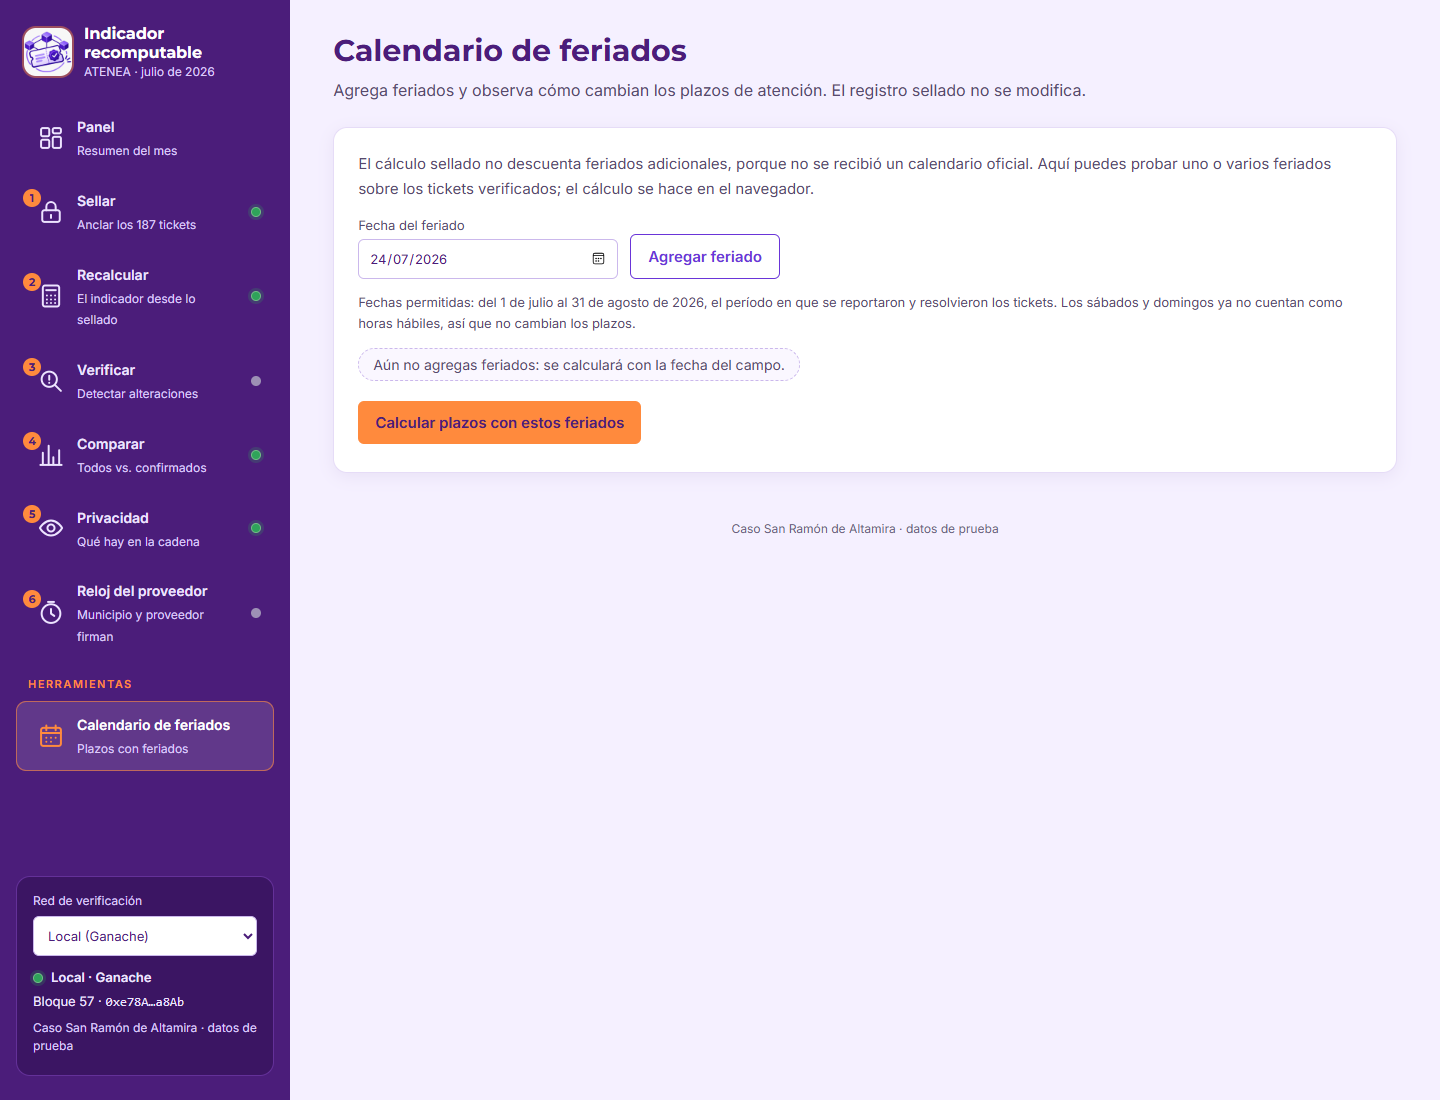 Indicador
recomputable
ATENEA · julio de 2026
Panel
Resumen del mes
1
Sellar
Anclar los 187 tickets
2
Recalcular
El indicador desde lo
sellado
3
Verificar
Detectar alteraciones
4
Comparar
Todos vs. confirmados
5
Privacidad
Qué hay en la cadena
6
Reloj del proveedor
Municipio y proveedor
firman
HERRAMIENTAS
Calendario de feriados
Plazos con feriados
Red de verificación
Local (Ganache)
Local · Ganache
Bloque 57 · 0xe78A…a8Ab
Caso San Ramón de Altamira · datos de
prueba
Calendario de feriados
Agrega feriados y observa cómo cambian los plazos de atención. El registro sellado no se modifica.
El cálculo sellado no descuenta feriados adicionales, porque no se recibió un calendario oficial. Aquí puedes probar uno o varios feriados
sobre los tickets verificados; el cálculo se hace en el navegador.
Fecha del feriado
24/07/2026
Agregar feriado
Fechas permitidas: del 1 de julio al 31 de agosto de 2026, el período en que se reportaron y resolvieron los tickets. Los sábados y domingos ya no cuentan como
horas hábiles, así que no cambian los plazos.
Aún no agregas feriados: se calculará con la fecha del campo.
Calcular plazos con estos feriados
Caso San Ramón de Altamira · datos de prueba